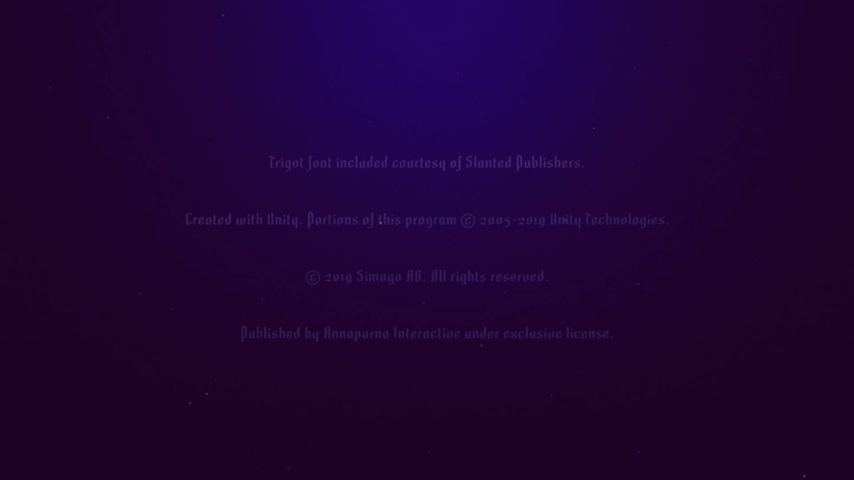 Trigot font included courtesy of Slanted Publishers.
Created with Unity. Portions of this program © 2005-2019 Unity Technologies.
© 2019 Simogo AB. All rights reserved.
Published by Annapurna Interactive under exclusive license.